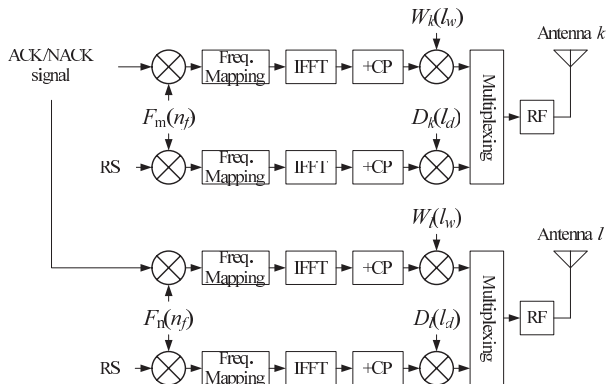 W_k(l_w)
Antenna k
ACK/NACK
signal
Freq.
Mapping
IFFT
+CP
Multiplexing
RF
F_m(n_f)
D_k(l_d)
RS
Freq.
Mapping
IFFT
+CP
W_l(l_w)
Antenna l
Freq.
Mapping
IFFT
+CP
Multiplexing
RF
F_n(n_f)
D_l(l_d)
RS
Freq.
Mapping
IFFT
+CP